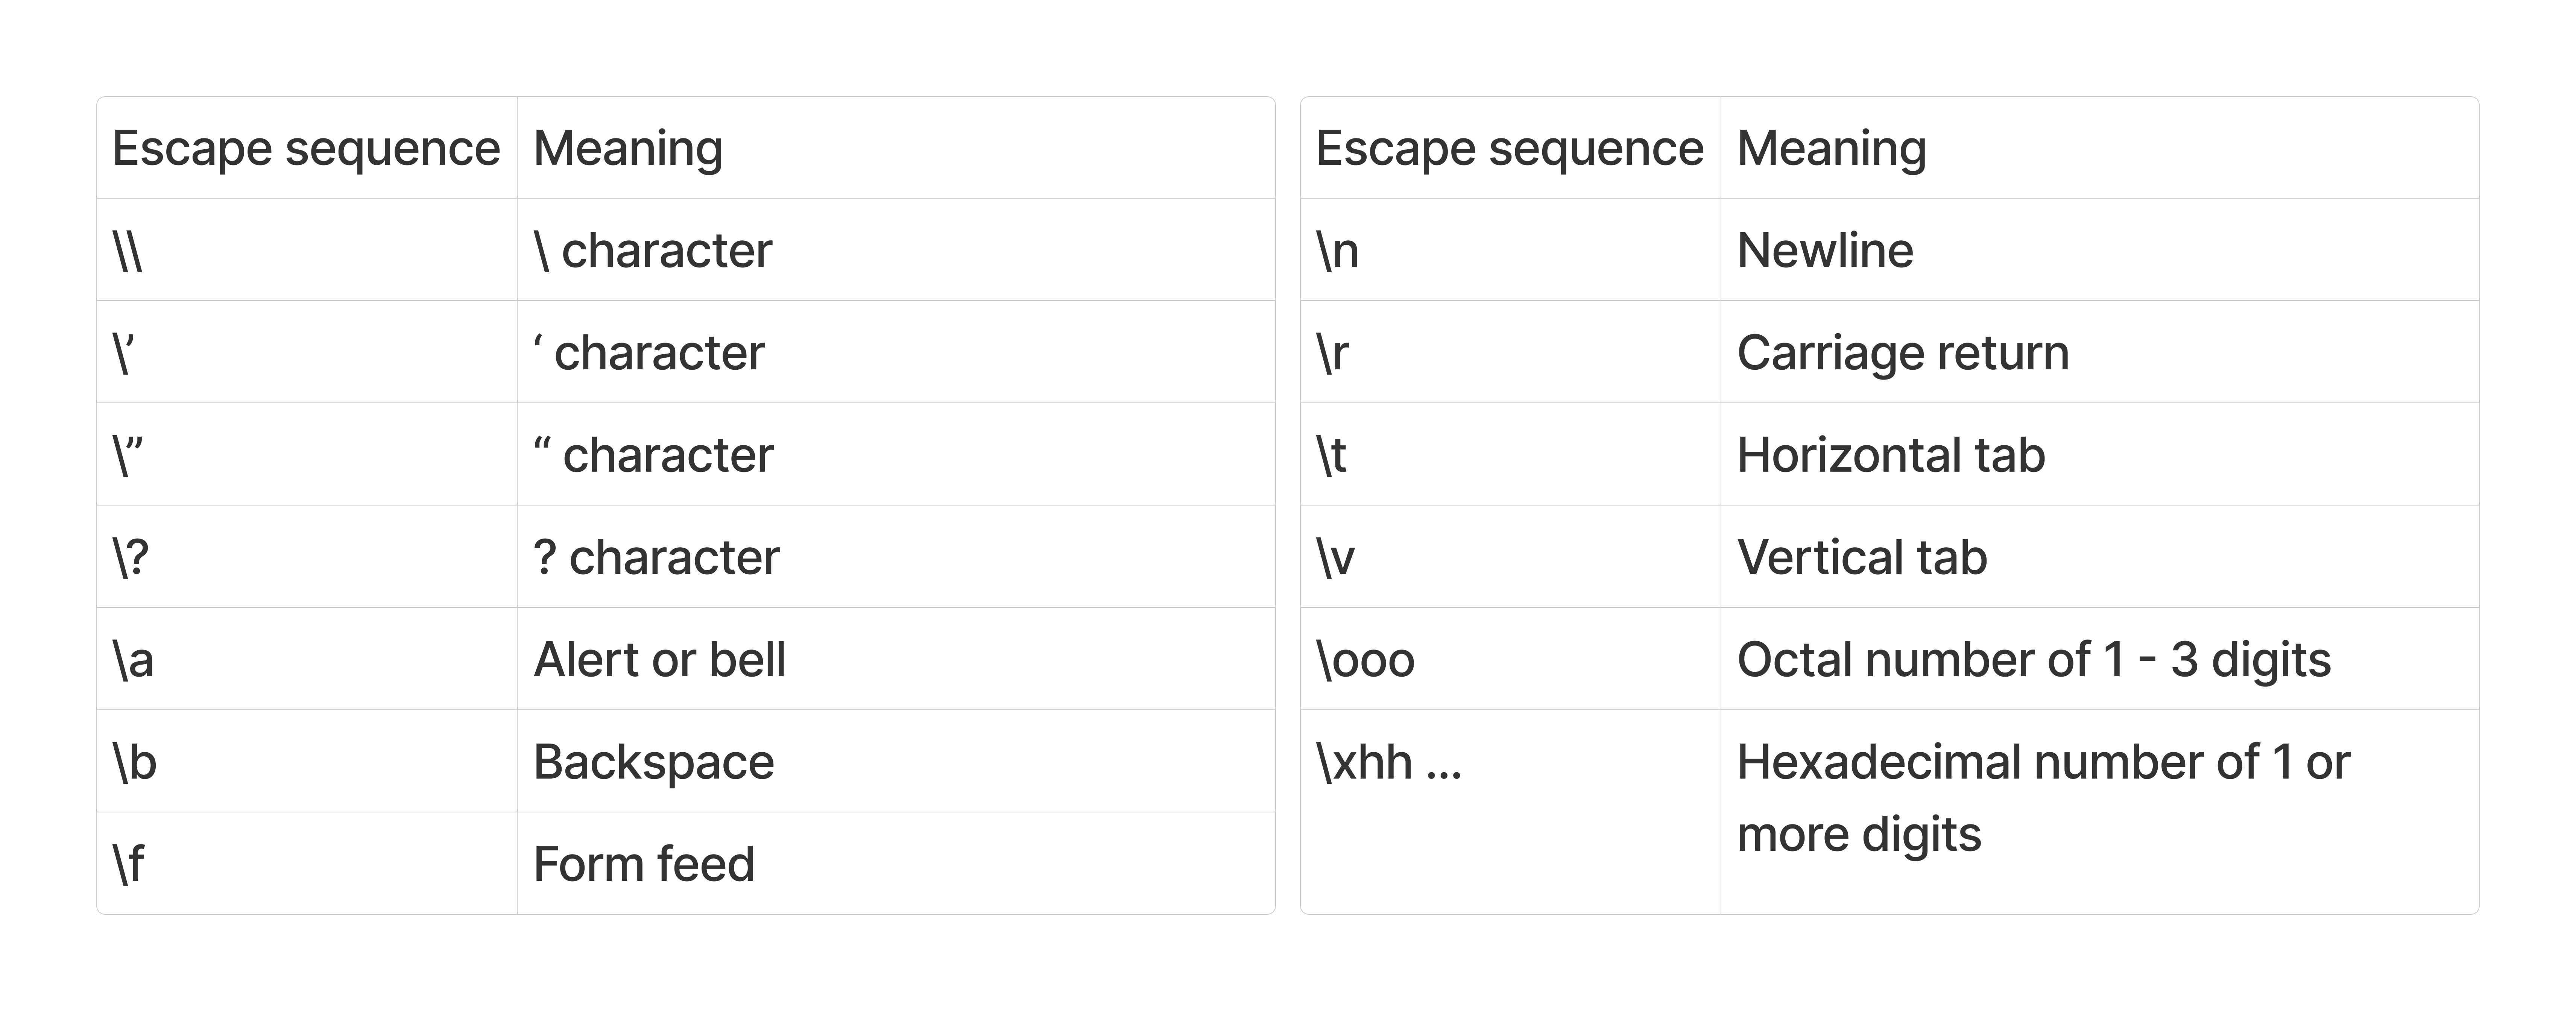 Escape sequence Meaning
\\ \ character
\’ ‘ character
\” “ character
\? ? character
\a Alert or bell
\b Backspace
\f Form feed
Escape sequence Meaning
\n Newline
\r Carriage return
\t Horizontal tab
\v Vertical tab
\ooo Octal number of 1 - 3 digits
\xhh ... Hexadecimal number of 1 or
more digits